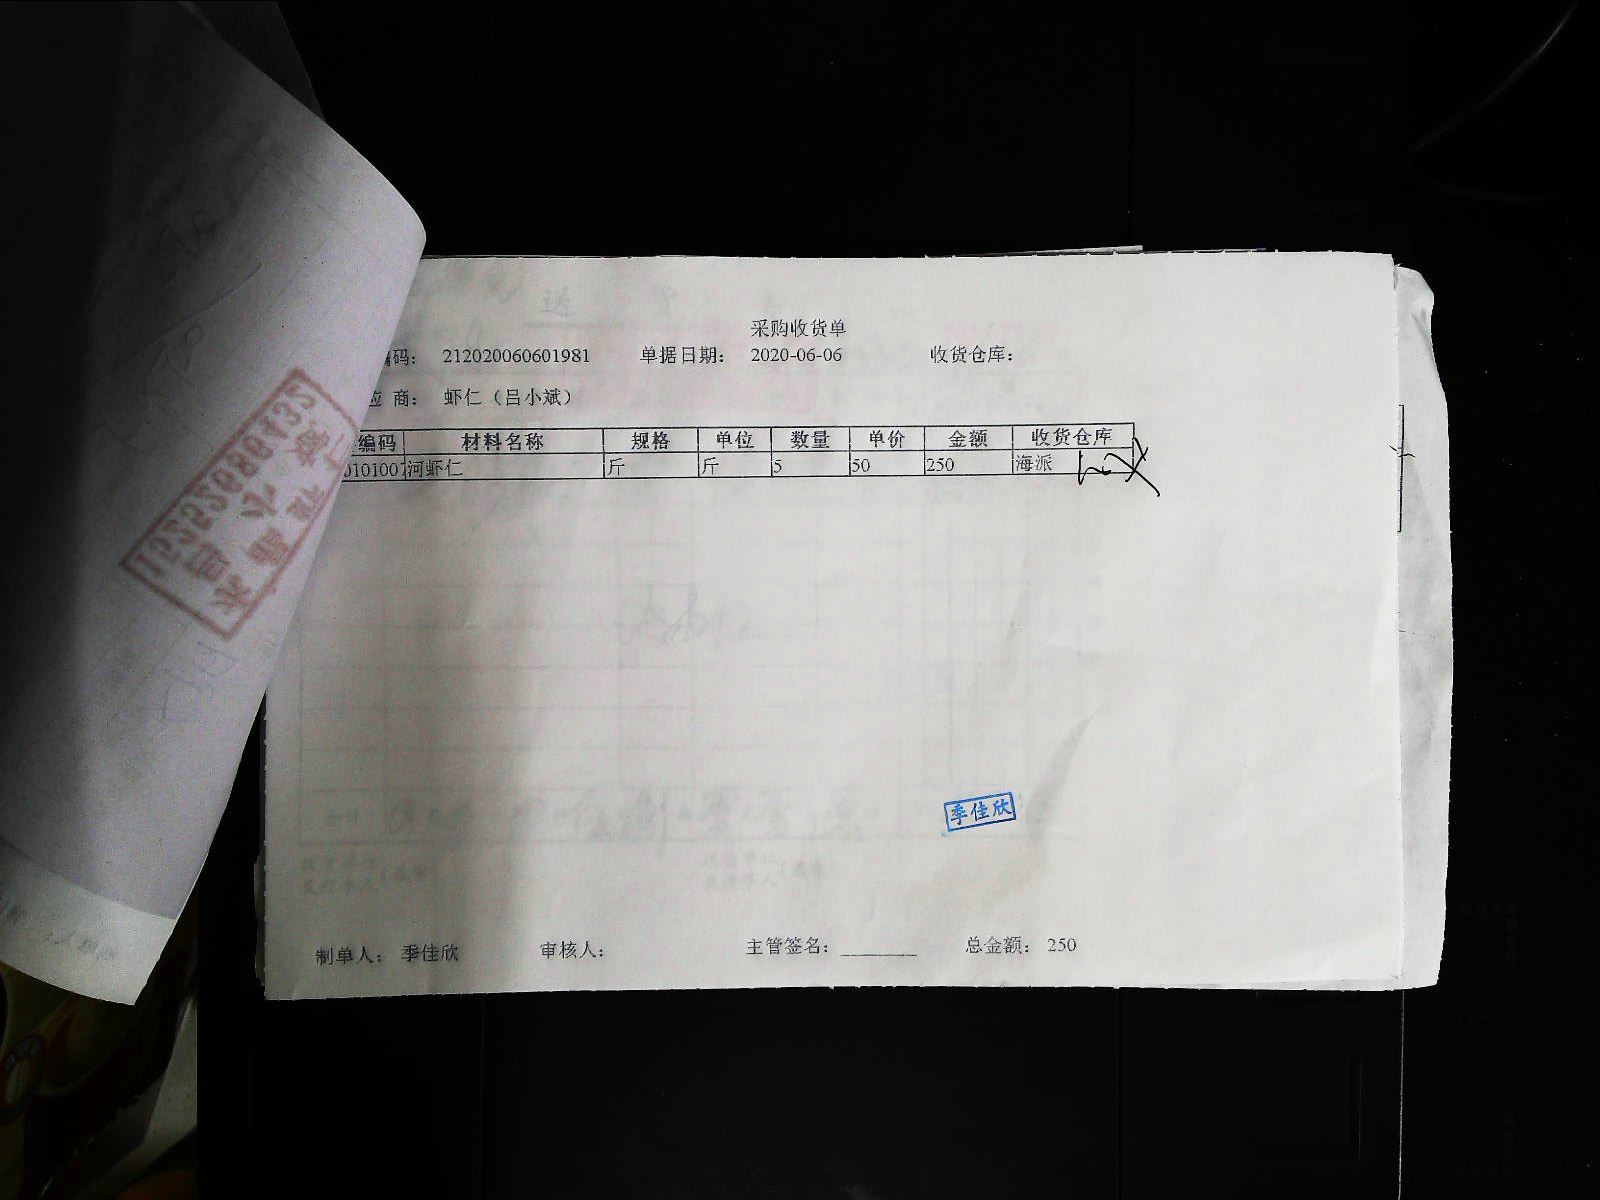 采购收货单
编码： 212020060601981 单据日期： 2020-06-06 收货仓库：
应 商： 虾仁（吕小斌）
编码 材料名称 规格 单位 数量 单价 金额 收货仓库
0101007 河虾仁 斤 斤 5 50 250 海派
季佳欣
制单人： 季佳欣 审核人： 主管签名： ________ 总金额： 250
15252686432